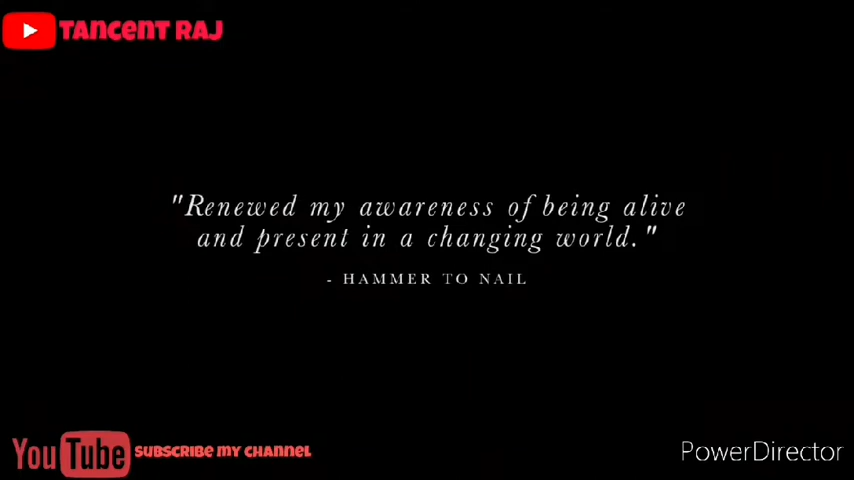 Tancent Raj
"Renewed my awareness of being alive
and present in a changing world."
- HAMMER TO NAIL
YouTube subscribe my channel
PowerDirector